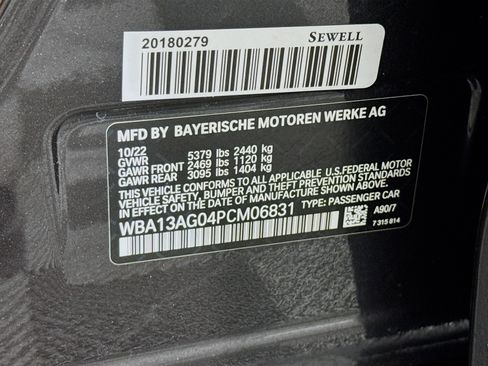 20180279 SEWELL
MFD BY BAYERISCHE MOTOREN WERKE AG
10/22
GVWR 5379 lbs 2440 kg
GAWR FRONT 2469 lbs 1120 kg
GAWR REAR 3095 lbs 1404 kg
THIS VEHICLE CONFORMS TO ALL APPLICABLE U.S.FEDERAL MOTOR
VEHICLE SAFETY, BUMPER AND THEFT PREVENTION STANDARDS
IN EFFECT ON THE DATE OF MANUFACTURE SHOWN ABOVE.
WBA13AG04PCM06831 TYPE: PASSENGER CAR
A90/7
7 315 814